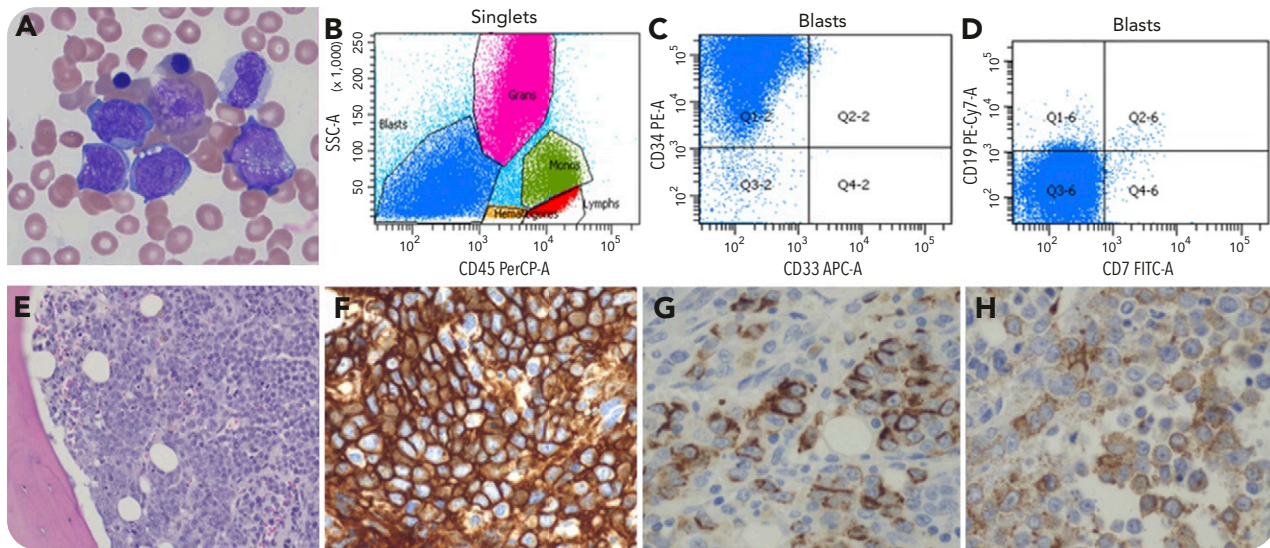 A
B
Singlets
SSC-A
(x 1,000)
250
200
150
100
50
Blasts
Grans
Monos
Lymphs
Hematogones
10² 10³ 10⁴ 10⁵
CD45 PerCP-A
C
Blasts
CD34 PE-A
10⁵
10⁴
10³
10²
Q1-2 Q2-2
Q3-2 Q4-2
10² 10³ 10⁴ 10⁵
CD33 APC-A
D
Blasts
CD19 PE-Cy7-A
10⁵
10⁴
10³
10²
Q1-6 Q2-6
Q3-6 Q4-6
10² 10³ 10⁴ 10⁵
CD7 FITC-A
E
F
G
H